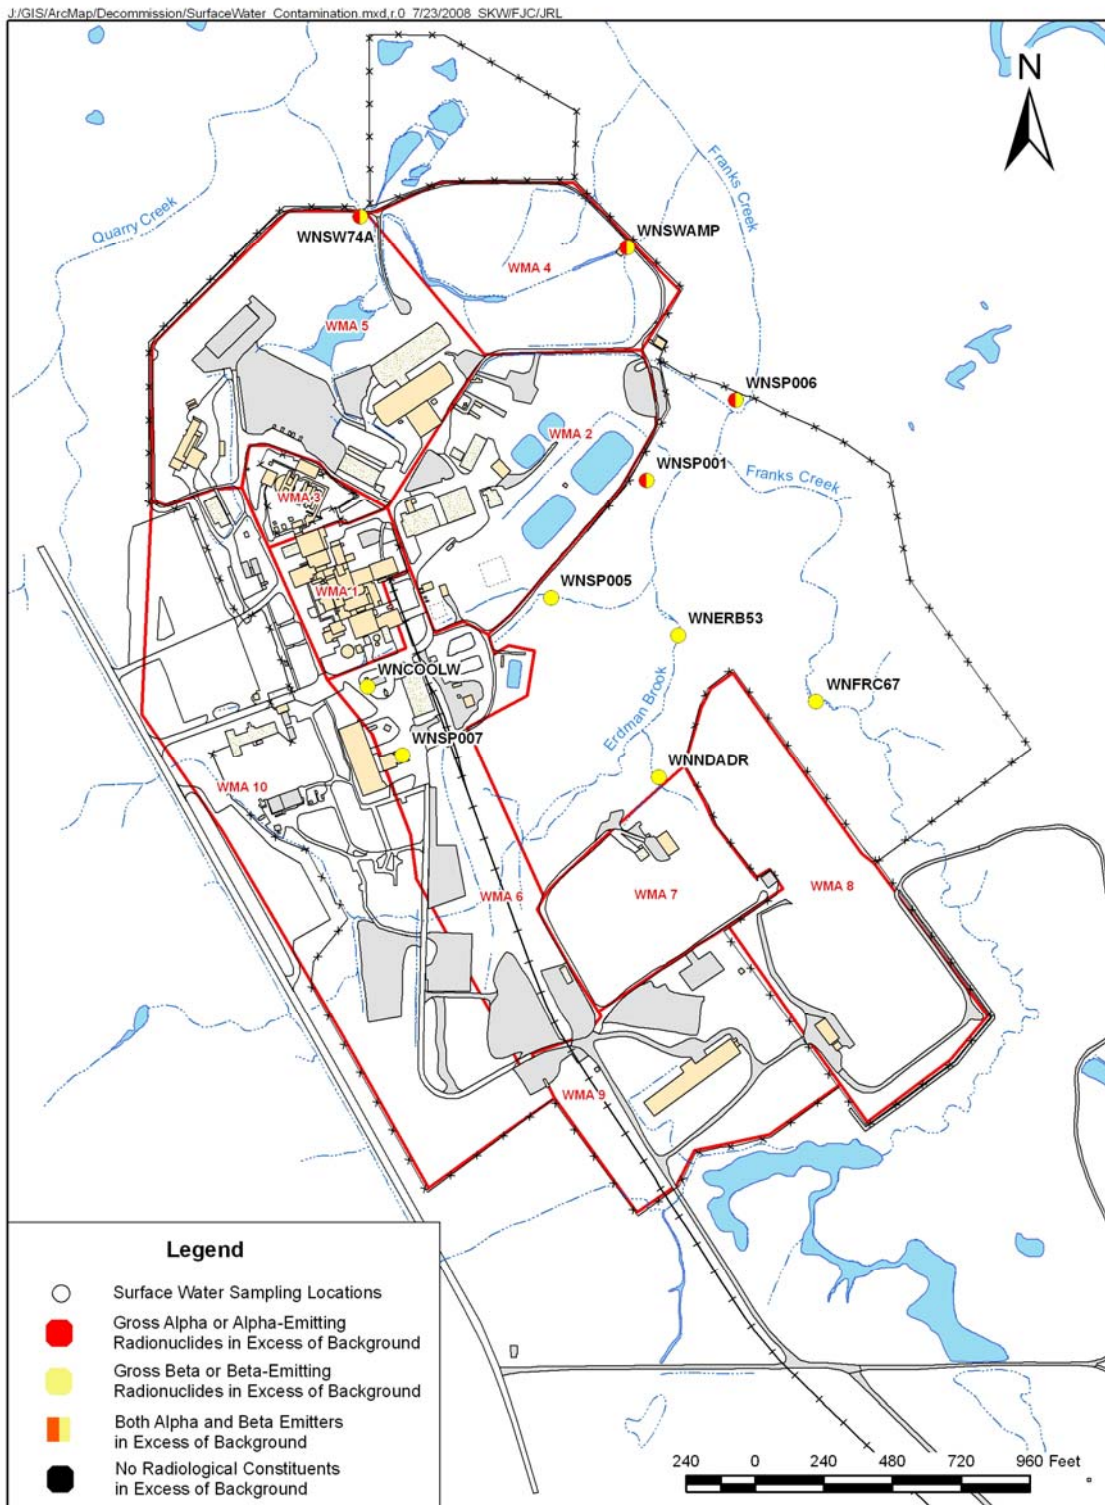 J:/GIS/ArcMap/Decommission/SurfaceWater_Contamination.mxd,r.0 7/23/2008 SKW/FJC/JRL
N
Franks Creek
Quarry Creek
WNSW74A
WNSWAMP
WMA 4
WMA 5
WNSP006
WMA 2
WNSP001
Franks Creek
WMA 3
WNSP005
WMA 1
WNERB53
WNCOOLW
WNFRC67
Erdman Brook
WNSP007
WNNDADR
WMA 10
WMA 6
WMA 7
WMA 8
WMA 9
Legend
Surface Water Sampling Locations
Gross Alpha or Alpha-Emitting
Radionuclides in Excess of Background
Gross Beta or Beta-Emitting
Radionuclides in Excess of Background
Both Alpha and Beta Emitters
in Excess of Background
No Radiological Constituents
in Excess of Background
240 0 240 480 720 960 Feet